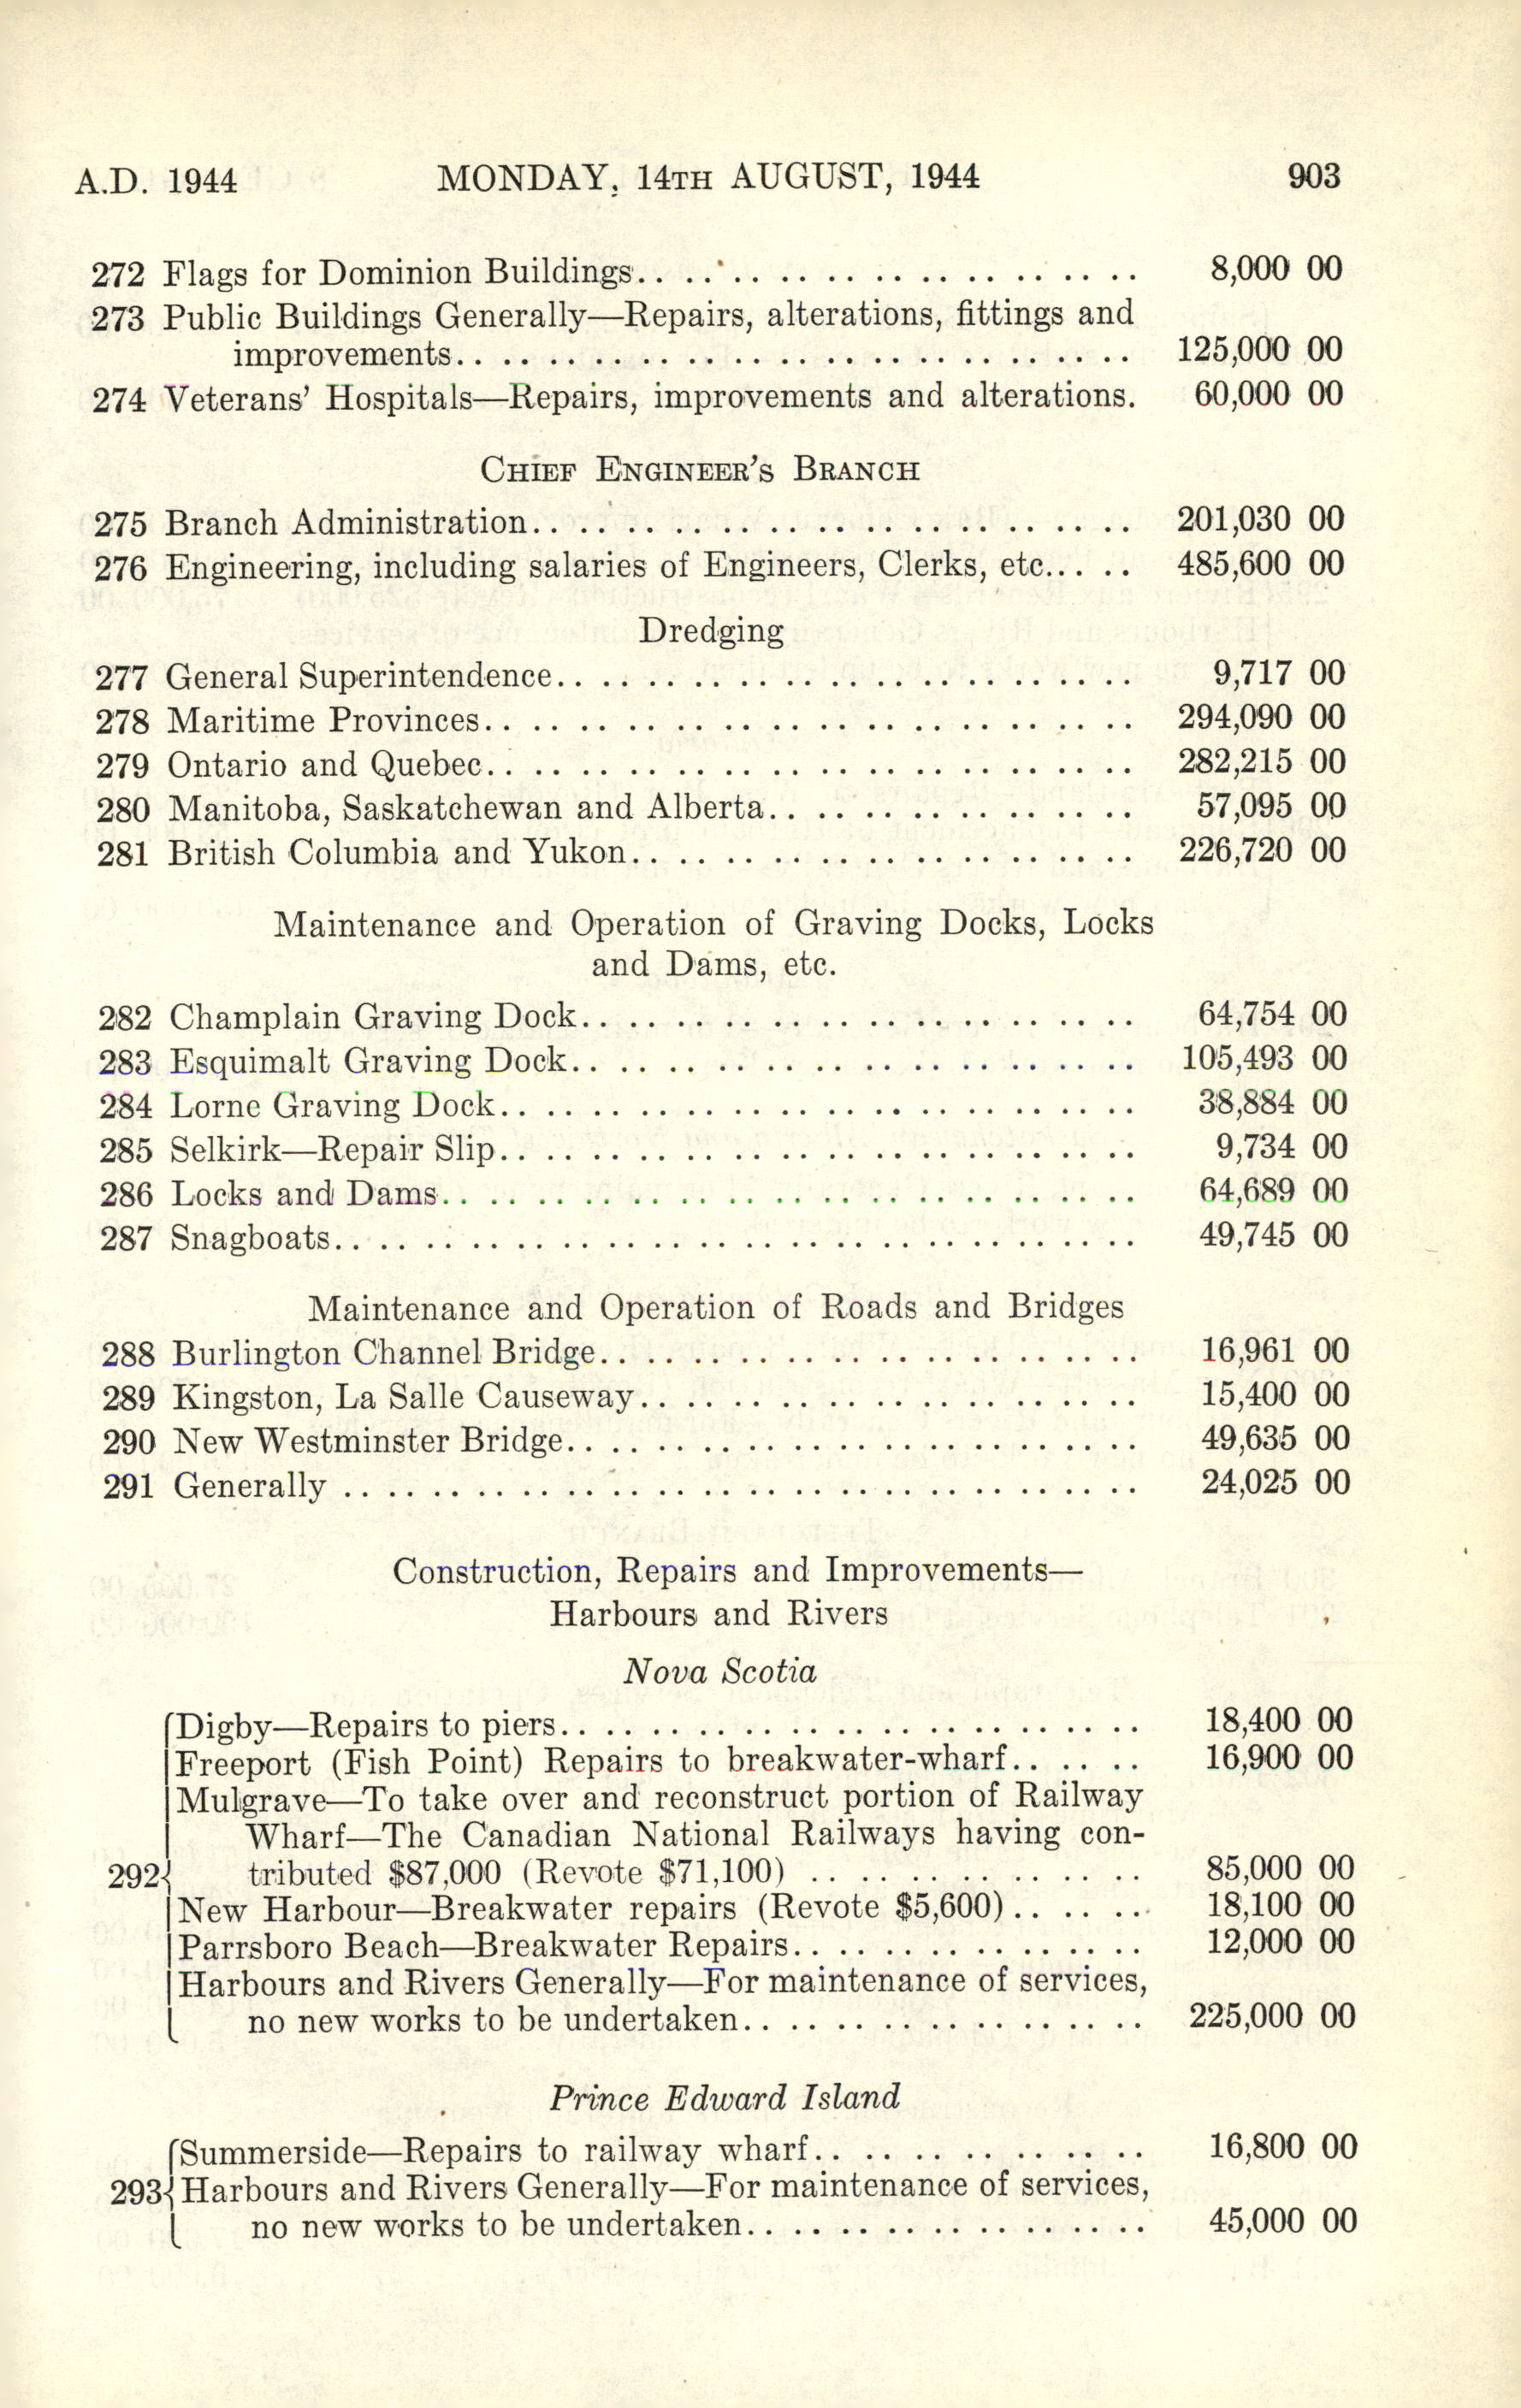 A.D. 1944 MONDAY, 14TH AUGUST, 1944 903
272 Flags for Dominion Buildings.. .. .. .. .. .. .. .. .. .. .. 8,000 00
273 Public Buildings Generally—Repairs, alterations, fittings and
improvements.. .. .. .. .. .. .. .. .. .. .. .. .. .. .. 125,000 00
274 Veterans' Hospitals—Repairs, improvements and alterations. 60,000 00
CHIEF ENGINEER'S BRANCH
275 Branch Administration.. .. .. .. .. .. .. .. .. .. .. .. .. 201,030 00
276 Engineering, including salaries of Engineers, Clerks, etc.. .. .. 485,600 00
Dredging
277 General Superintendence.. .. .. .. .. .. .. .. .. .. .. .. .. 9,717 00
278 Maritime Provinces.. .. .. .. .. .. .. .. .. .. .. .. .. .. 294,090 00
279 Ontario and Quebec.. .. .. .. .. .. .. .. .. .. .. .. .. .. 282,215 00
280 Manitoba, Saskatchewan and Alberta.. .. .. .. .. .. .. .. 57,095 00
281 British Columbia and Yukon.. .. .. .. .. .. .. .. .. .. .. 226,720 00
Maintenance and Operation of Graving Docks, Locks
and Dams, etc.
282 Champlain Graving Dock.. .. .. .. .. .. .. .. .. .. .. .. 64,754 00
283 Esquimalt Graving Dock.. .. .. .. .. .. .. .. .. .. .. .. 105,493 00
284 Lorne Graving Dock.. .. .. .. .. .. .. .. .. .. .. .. .. .. 38,884 00
285 Selkirk—Repair Slip.. .. .. .. .. .. .. .. .. .. .. .. .. .. 9,734 00
286 Locks and Dams.. .. .. .. .. .. .. .. .. .. .. .. .. .. .. 64,689 00
287 Snagboats.. .. .. .. .. .. .. .. .. .. .. .. .. .. .. .. .. .. 49,745 00
Maintenance and Operation of Roads and Bridges
288 Burlington Channel Bridge.. .. .. .. .. .. .. .. .. .. .. .. 16,961 00
289 Kingston, La Salle Causeway.. .. .. .. .. .. .. .. .. .. .. 15,400 00
290 New Westminster Bridge.. .. .. .. .. .. .. .. .. .. .. .. .. 49,635 00
291 Generally .. .. .. .. .. .. .. .. .. .. .. .. .. .. .. .. .. .. 24,025 00
Construction, Repairs and Improvements—
Harbours and Rivers
Nova Scotia
Digby—Repairs to piers.. .. .. .. .. .. .. .. .. .. .. .. .. 18,400 00
Freeport (Fish Point) Repairs to breakwater-wharf.. .. .. 16,900 00
Mulgrave—To take over and reconstruct portion of Railway
Wharf—The Canadian National Railways having con-
292{ tributed $87,000 (Revote $71,100) .. .. .. .. .. .. .. .. 85,000 00
New Harbour—Breakwater repairs (Revote $5,600).. .. .. 18,100 00
Parrsboro Beach—Breakwater Repairs.. .. .. .. .. .. .. .. 12,000 00
Harbours and Rivers Generally—For maintenance of services,
no new works to be undertaken.. .. .. .. .. .. .. .. .. 225,000 00
Prince Edward Island
Summerside—Repairs to railway wharf.. .. .. .. .. .. .. .. 16,800 00
293{ Harbours and Rivers Generally—For maintenance of services,
no new works to be undertaken.. .. .. .. .. .. .. .. .. 45,000 00